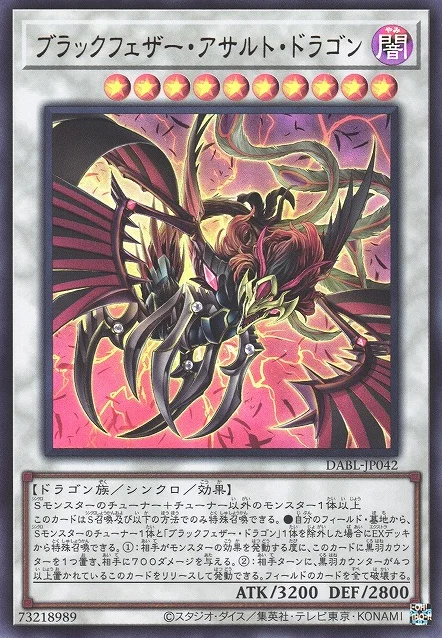 ブラックフェザー・アサルト・ドラゴン
闇
DABL-JP042
【ドラゴン族／シンクロ／効果】
Sモンスターのチューナー＋チューナー以外のモンスター1体以上
このカードはS召喚及び以下の方法でのみ特殊召喚できる。●自分のフィールド・墓地から、
Sモンスターのチューナー1体と「ブラックフェザー・ドラゴン」1体を除外した場合にEXデッキ
から特殊召喚できる。①：相手がモンスターの効果を発動する度に、このカードに黒羽カウン
ターを1つ置き、相手に700ダメージを与える。②：相手ターンに、黒羽カウンターが4つ
以上置かれているこのカードをリリースして発動できる。フィールドのカードを全て破壊する。
ATK/3200 DEF/2800
73218989 ©スタジオ・ダイス／集英社・テレビ東京・KONAMI